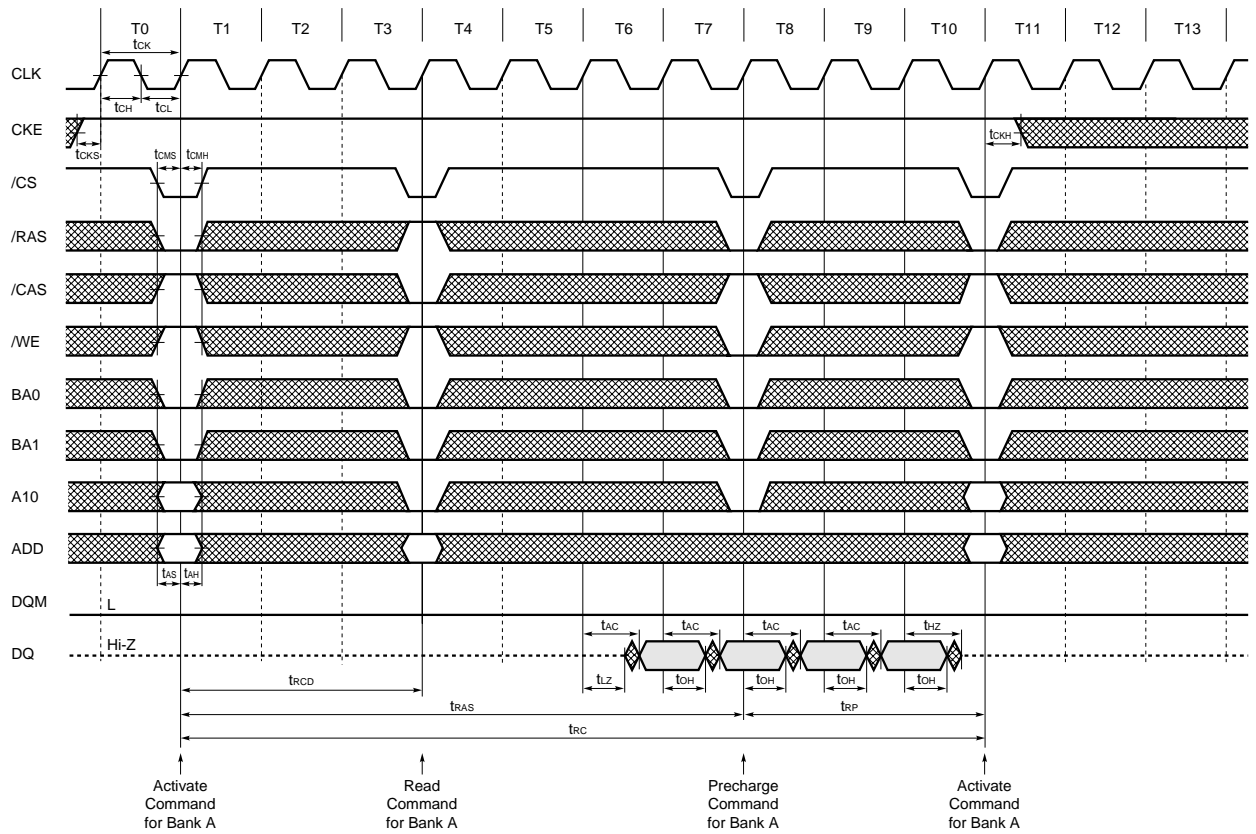 T0 T1 T2 T3 T4 T5 T6 T7 T8 T9 T10 T11 T12 T13
tCK
CLK
tCH tCL
CKE
tCKS tCMS tCMH tCKH
/CS
/RAS
/CAS
/WE
BA0
BA1
A10
ADD
tAS tAH
DQM L
tAC tAC tAC tAC tHZ
DQ Hi-Z
tLZ tOH tOH tOH tOH
tRCD
tRAS tRP
tRC
Activate
Command
for Bank A
Read
Command
for Bank A
Precharge
Command
for Bank A
Activate
Command
for Bank A